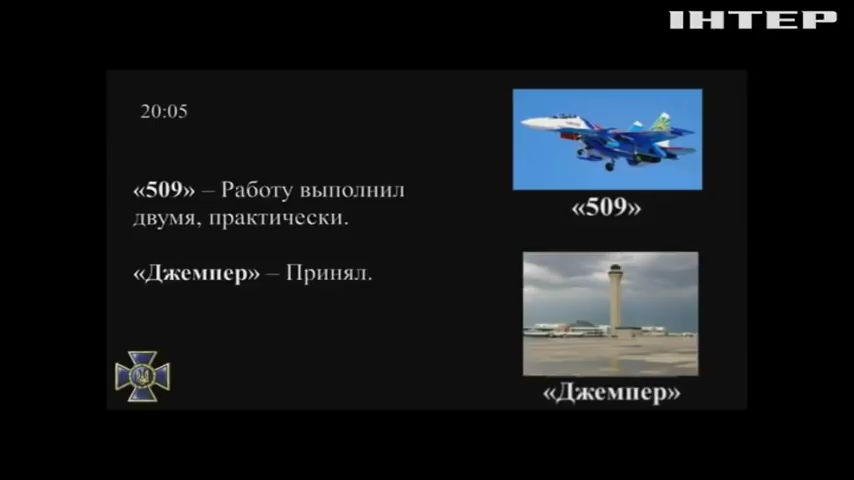 ІНТЕР
20:05
«509» – Работу выполнил
двумя, практически.
«Джемпер» – Принял.
«509»
«Джемпер»